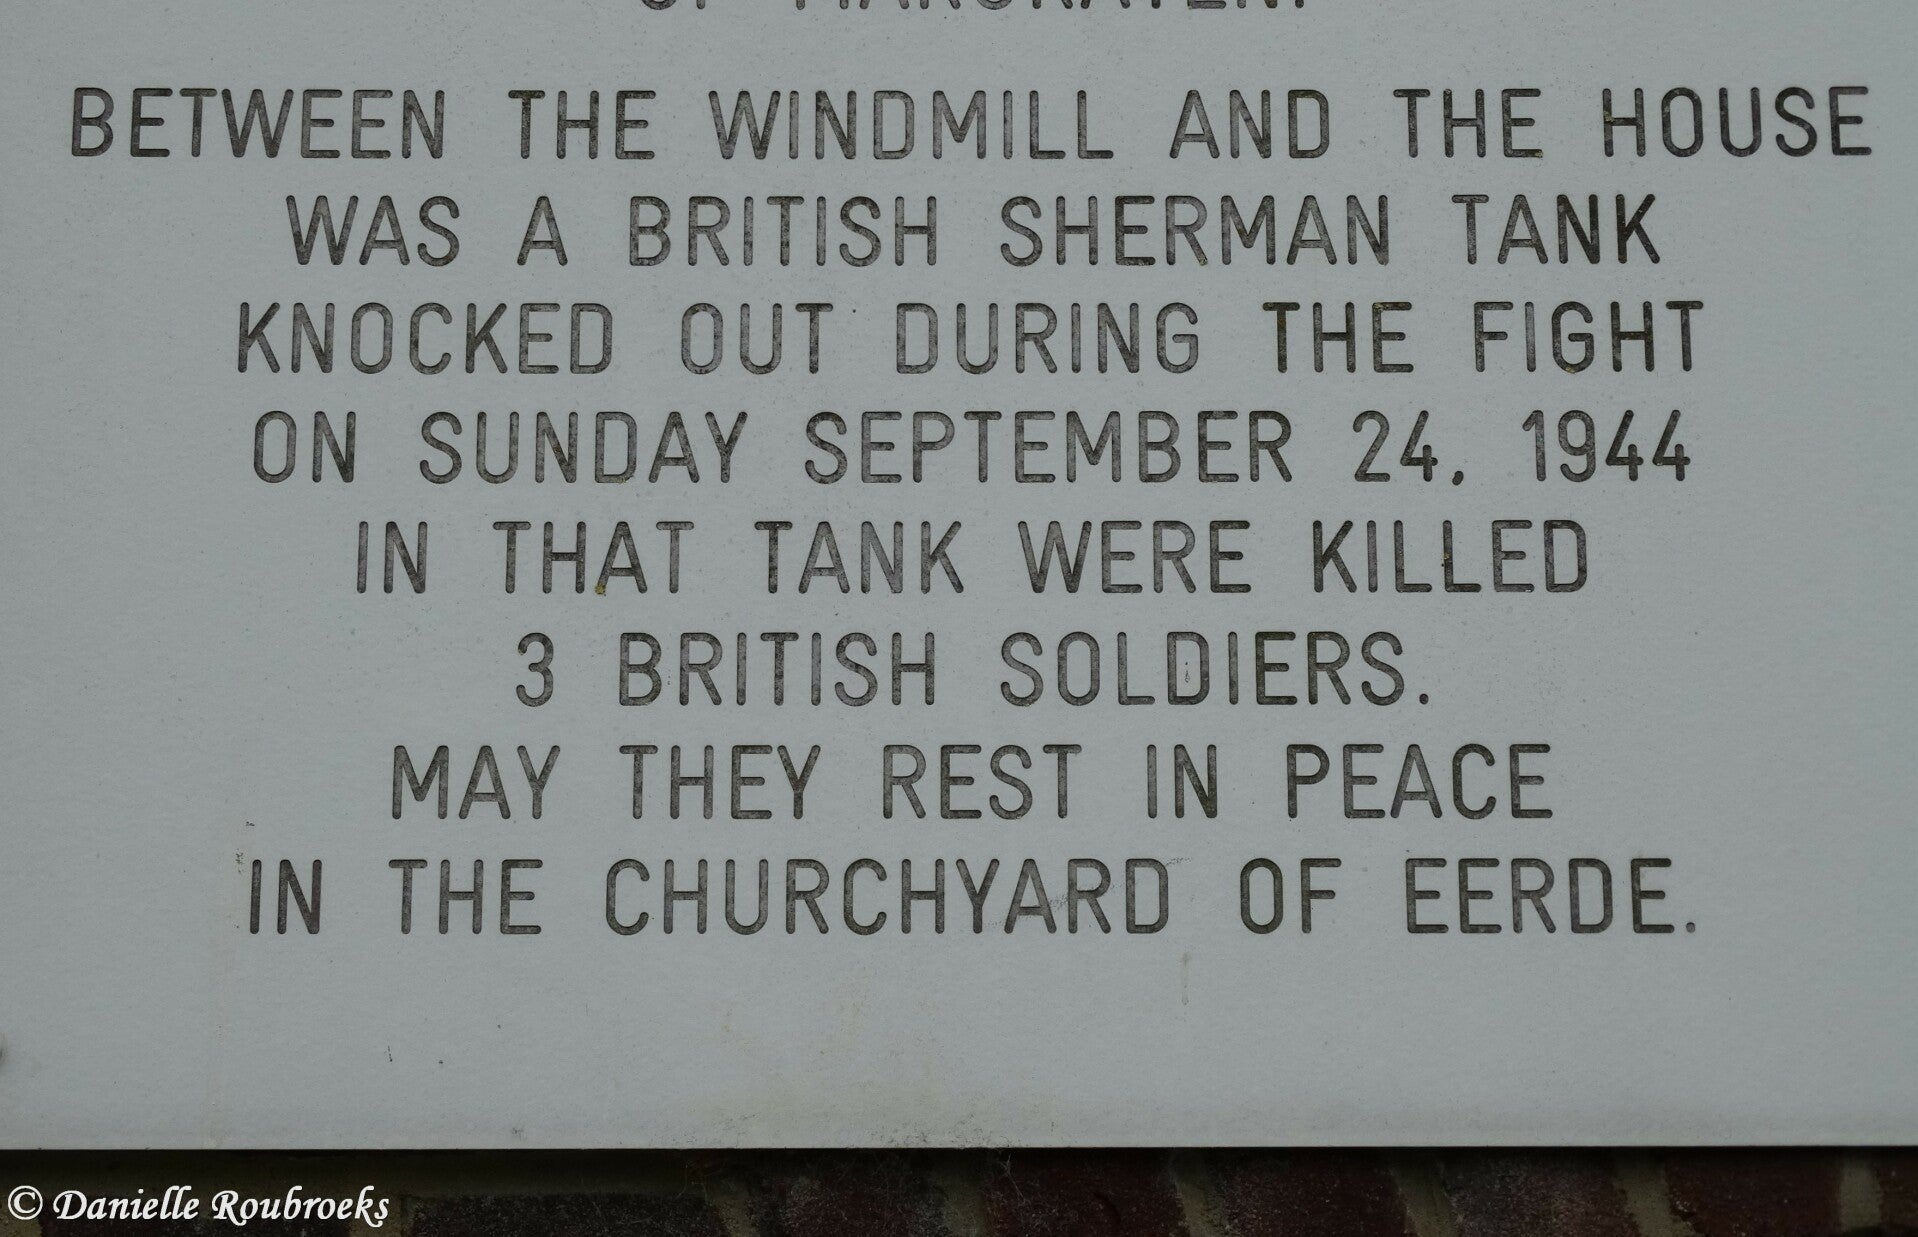 OF MARGRATEN.
BETWEEN THE WINDMILL AND THE HOUSE
WAS A BRITISH SHERMAN TANK
KNOCKED OUT DURING THE FIGHT
ON SUNDAY SEPTEMBER 24, 1944
IN THAT TANK WERE KILLED
3 BRITISH SOLDIERS.
MAY THEY REST IN PEACE
IN THE CHURCHYARD OF EERDE.
© Danielle Roubroeks